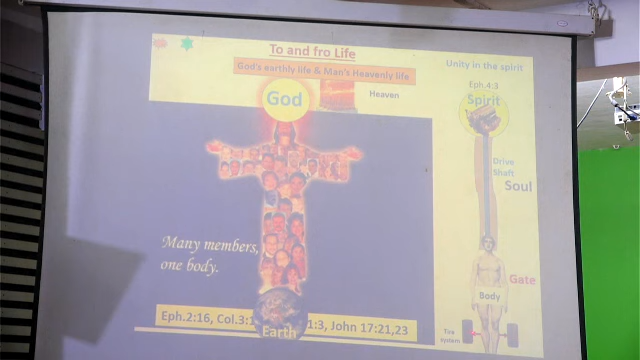 To and fro Life
God's earthly life & Man's Heavenly life
God
Heaven
Many members,
one body.
Eph.2:16, Col.3:1 1:3, John 17:21,23
Earth
Unity in the spirit
Eph.4:3
Spirit
Drive
Shaft
Soul
Gate
Body
Tire
system